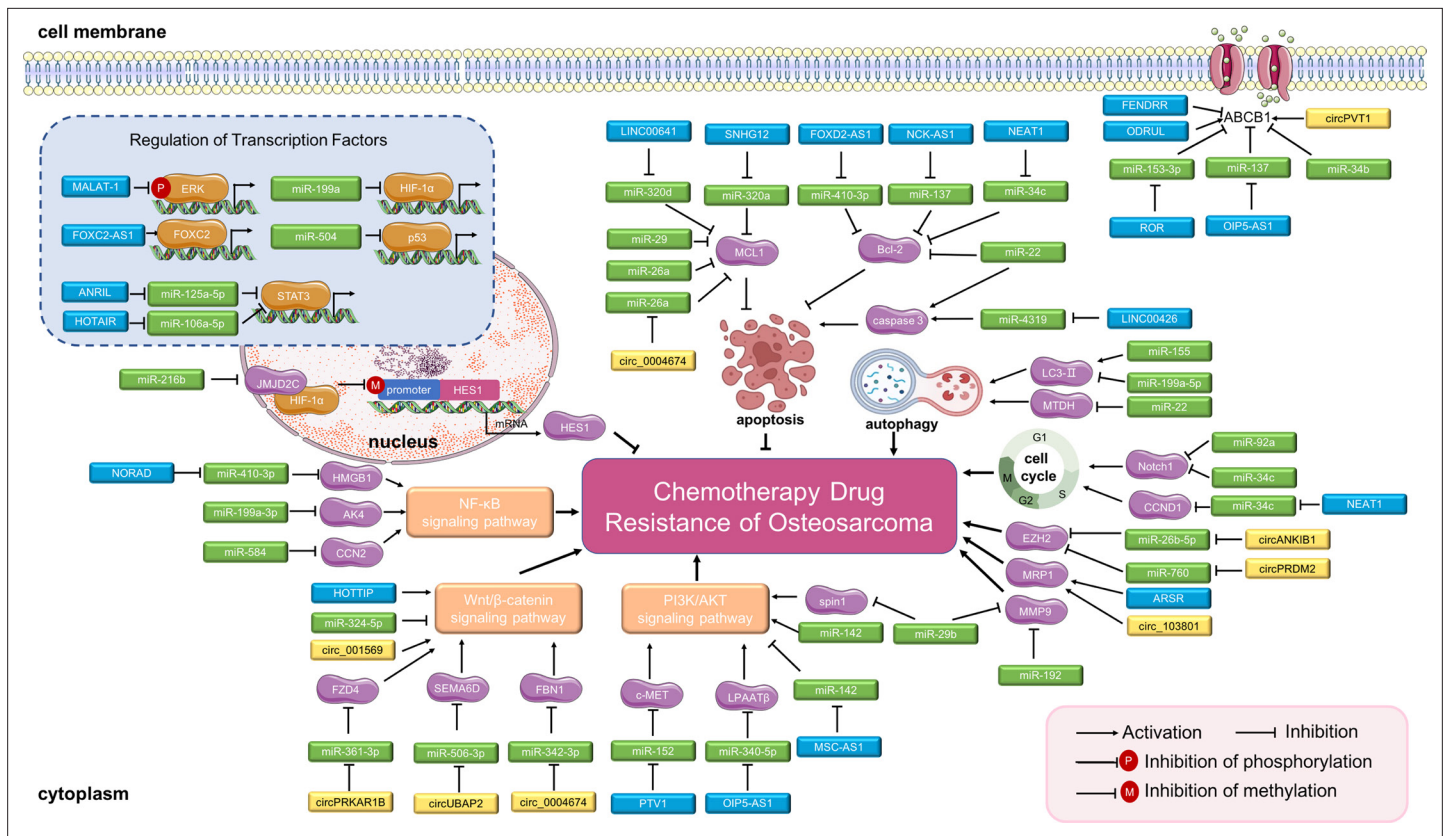 cell membrane
Regulation of Transcription Factors
MALAT-1
P
ERK
miR-199a
HIF-1α
FOXC2-AS1
FOXC2
miR-504
p53
ANRIL
miR-125a-5p
STAT3
HOTAIR
miR-106a-5p
miR-216b
JMJD2C
HIF-1α
M
promoter
HES1
mRNA
HES1
nucleus
LINC00641
SNHG12
FOXD2-AS1
NCK-AS1
NEAT1
miR-320d
miR-320a
miR-410-3p
miR-137
miR-34c
miR-29
MCL1
Bcl-2
miR-22
miR-26a
miR-26a
caspase 3
miR-4319
LINC00426
circ_0004674
apoptosis
autophagy
FENDRR
ODRUL
ABCB1
circPVT1
miR-153-3p
miR-137
miR-34b
ROR
OIP5-AS1
LC3-II
miR-155
miR-199a-5p
MTDH
miR-22
G1
cell
cycle
M
G2
S
Notch1
miR-92a
miR-34c
CCND1
miR-34c
NEAT1
EZH2
miR-26b-5p
circANKIB1
miR-760
circPRDM2
MRP1
ARSR
MMP9
circ_103801
miR-192
NORAD
miR-410-3p
HMGB1
miR-199a-3p
AK4
miR-584
CCN2
NF-κB
signaling pathway
Chemotherapy Drug
Resistance of Osteosarcoma
HOTTIP
miR-324-5p
circ_001569
Wnt/β-catenin
signaling pathway
PI3K/AKT
signaling pathway
spin1
miR-142
miR-29b
FZD4
SEMA6D
FBN1
c-MET
LPAATβ
miR-142
miR-361-3p
miR-506-3p
miR-342-3p
miR-152
miR-340-5p
MSC-AS1
circPRKAR1B
circUBAP2
circ_0004674
PTV1
OIP5-AS1
cytoplasm
Activation
Inhibition
P
Inhibition of phosphorylation
M
Inhibition of methylation